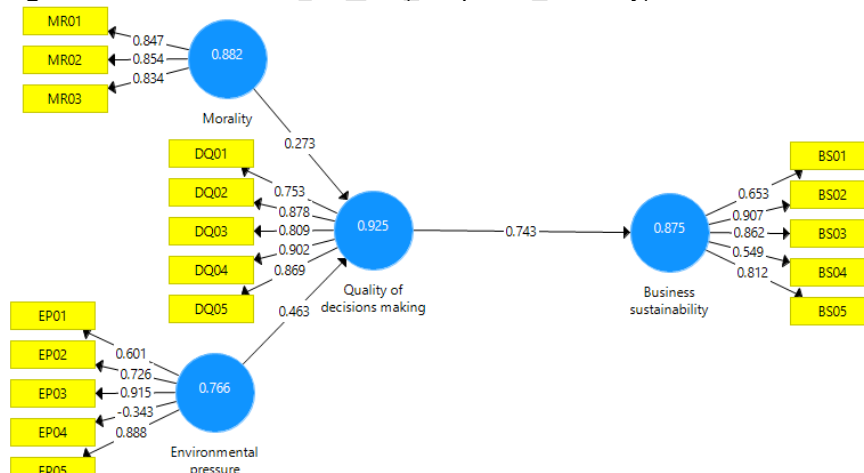 MR01
MR02
MR03
0.847
0.854
0.834
0.882
Morality
0.273
DQ01
DQ02
DQ03
DQ04
DQ05
0.753
0.878
0.809
0.902
0.869
0.925
Quality of
decisions making
0.743
0.875
Business
sustainability
0.653
0.907
0.862
0.549
0.812
BS01
BS02
BS03
BS04
BS05
0.463
EP01
EP02
EP03
EP04
EP05
0.601
0.726
0.915
-0.343
0.888
0.766
Environmental
pressure